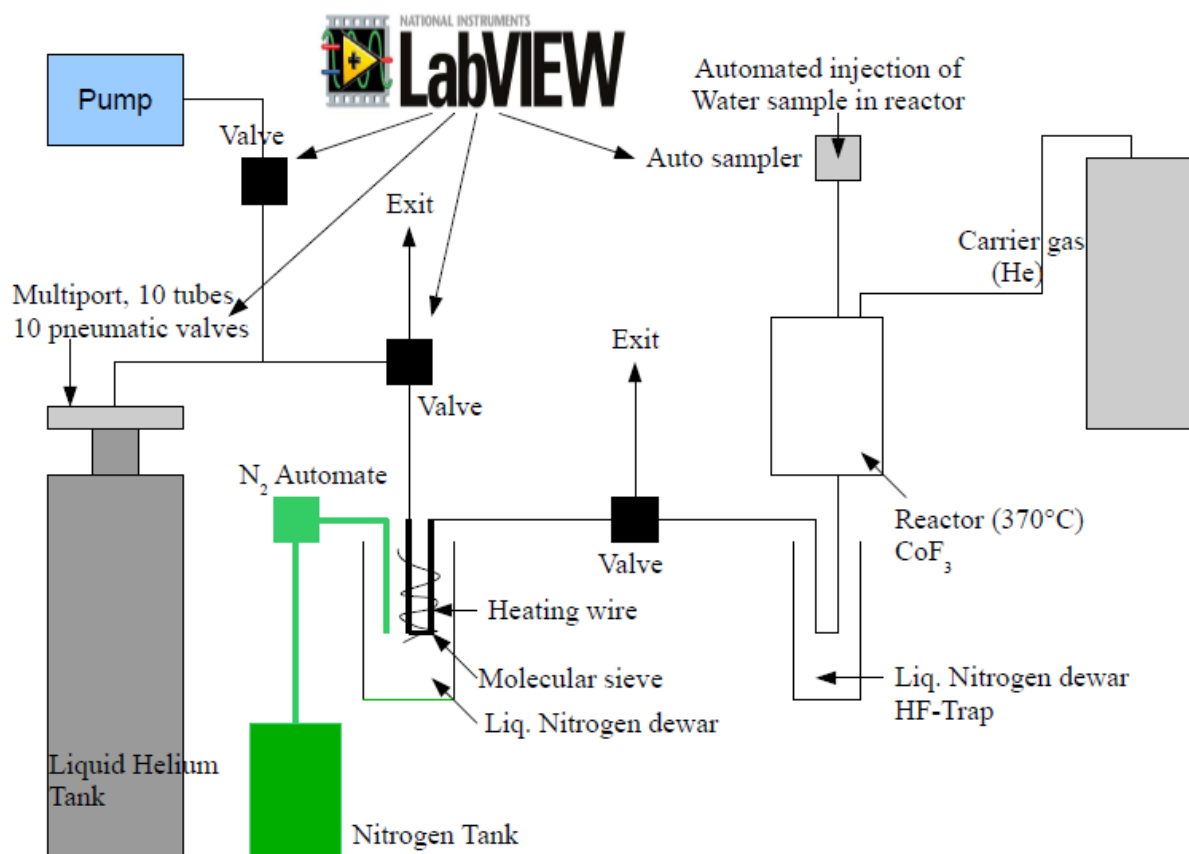 NATIONAL INSTRUMENTS
LabVIEW
Pump
Valve
Automated injection of
Water sample in reactor
Auto sampler
Exit
Carrier gas
(He)
Multiport, 10 tubes,
10 pneumatic valves
Valve
Exit
N₂ Automate
Valve
Reactor (370°C)
CoF₃
Heating wire
Molecular sieve
Liq. Nitrogen dewar
Liq. Nitrogen dewar
HF-Trap
Liquid Helium
Tank
Nitrogen Tank